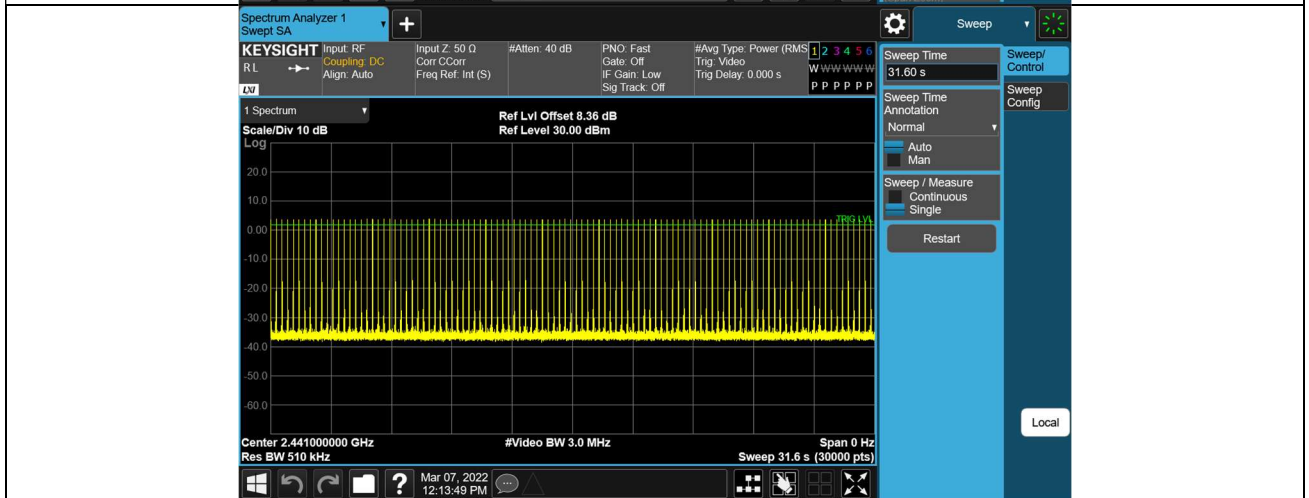 Spectrum Analyzer 1
Swept SA
Sweep
KEYSIGHT
RL
LXI
Input: RF
Coupling: DC
Align: Auto
Input Z: 50 Ω
Corr CCorr
Freq Ref: Int (S)
#Atten: 40 dB
PNO: Fast
Gate: Off
IF Gain: Low
Sig Track: Off
#Avg Type: Power (RMS
Trig: Video
Trig Delay: 0.000 s
1 2 3 4 5 6
W W W W W W
P P P P P P
1 Spectrum
Scale/Div 10 dB
Log
Ref Lvl Offset 8.36 dB
Ref Level 30.00 dBm
20.0
10.0
0.00
-10.0
-20.0
-30.0
-40.0
-50.0
-60.0
TRIG LVL
Center 2.441000000 GHz
Res BW 510 kHz
#Video BW 3.0 MHz
Span 0 Hz
Sweep 31.6 s (30000 pts)
?
Mar 07, 2022
12:13:49 PM
Sweep Time
31.60 s
Sweep Time
Annotation
Normal
Auto
Man
Sweep / Measure
Continuous
Single
Restart
Sweep/
Control
Sweep
Config
Local